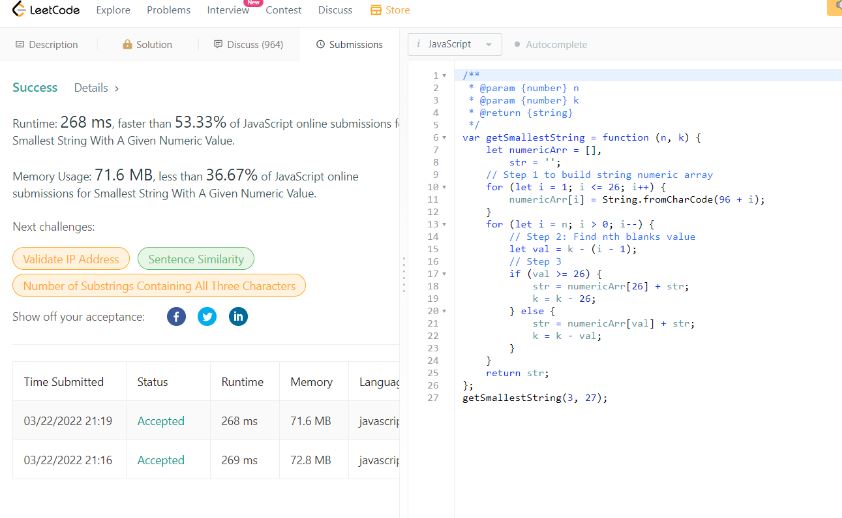 LeetCode Explore Problems Interview New Contest Discuss Store
Description Solution Discuss (964) Submissions
i JavaScript Autocomplete
Success Details >
Runtime: 268 ms, faster than 53.33% of JavaScript online submissions f
Smallest String With A Given Numeric Value.
Memory Usage: 71.6 MB, less than 36.67% of JavaScript online
submissions for Smallest String With A Given Numeric Value.
Next challenges:
Validate IP Address Sentence Similarity
Number of Substrings Containing All Three Characters
Show off your acceptance: f in
Time Submitted Status Runtime Memory Languag
03/22/2022 21:19 Accepted 268 ms 71.6 MB javascrip
03/22/2022 21:16 Accepted 269 ms 72.8 MB javascrip
1 /**
2  * @param {number} n
3  * @param {number} k
4  * @return {string}
5  */
6 var getSmallestString = function (n, k) {
7     let numericArr = [],
8         str = '';
9     // Step 1 to build string numeric array
10     for (let i = 1; i <= 26; i++) {
11         numericArr[i] = String.fromCharCode(96 + i);
12     }
13     for (let i = n; i > 0; i--) {
14         // Step 2: Find nth blanks value
15         let val = k - (i - 1);
16         // Step 3
17         if (val >= 26) {
18             str = numericArr[26] + str;
19             k = k - 26;
20         } else {
21             str = numericArr[val] + str;
22             k = k - val;
23         }
24     }
25     return str;
26 };
27 getSmallestString(3, 27);